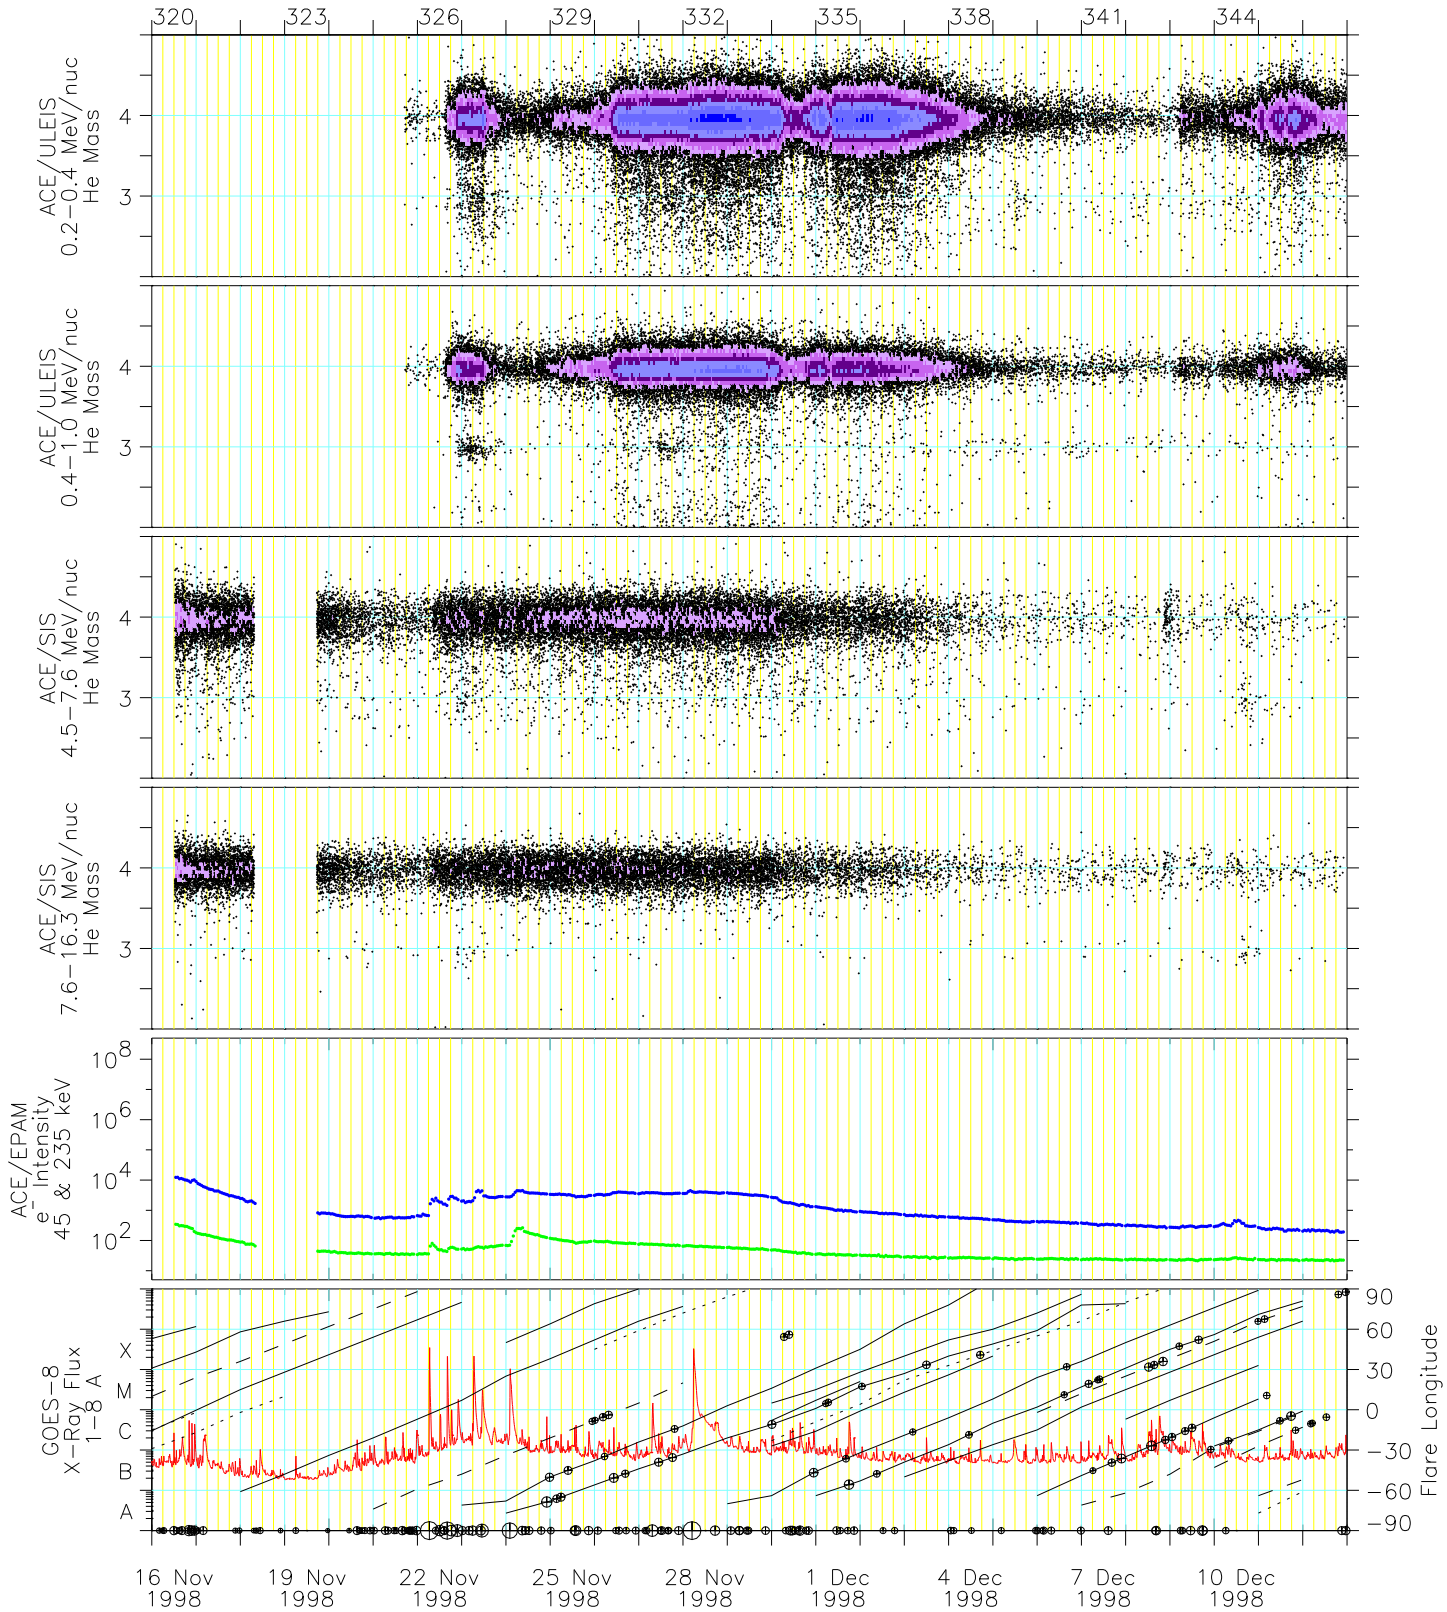 320 323 326 329 332 335 338 341 344
ACE/ULEIS
0.2-0.4 MeV/nuc
He Mass
4
3
ACE/ULEIS
0.4-1.0 MeV/nuc
He Mass
4
3
ACE/SIS
4.5-7.6 MeV/nuc
He Mass
4
3
ACE/SIS
7.6-16.3 MeV/nuc
He Mass
4
3
ACE/EPAM
e⁻ Intensity
45 & 235 keV
10⁸
10⁶
10⁴
10²
GOES-8
X-Ray Flux
1-8 A
X
M
C
B
A
90
60
30
0
-30
-60
-90
Flare Longitude
16 Nov 19 Nov 22 Nov 25 Nov 28 Nov 1 Dec 4 Dec 7 Dec 10 Dec
1998 1998 1998 1998 1998 1998 1998 1998 1998